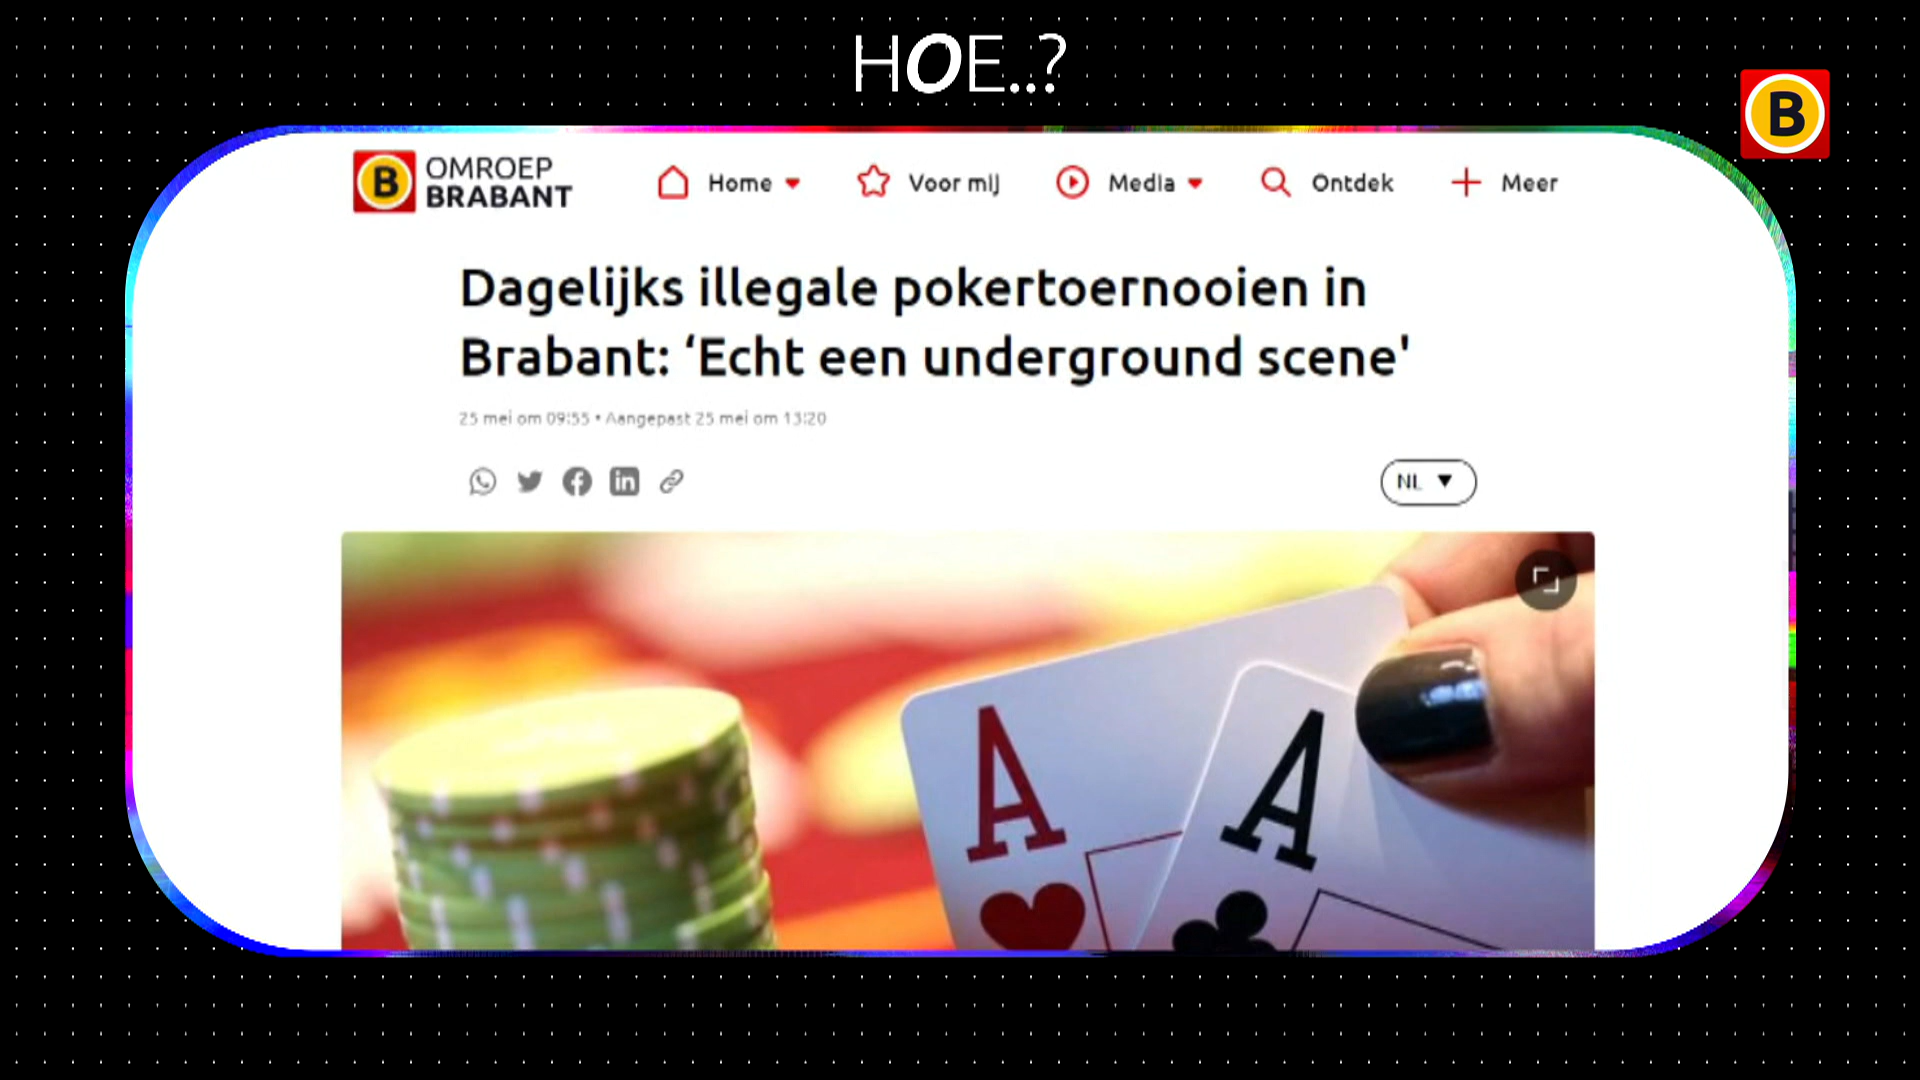 HOE..?
B
B OMROEP
BRABANT
Home
Voor mij
Media
Ontdek
Meer
Dagelijks illegale pokertoernooien in
Brabant: ‘Echt een underground scene'
25 mei om 09:55 • Aangepast 25 mei om 13:20
in
NL
A
A